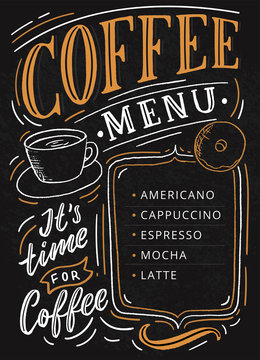 COFFEE
MENU
• AMERICANO
• CAPPUCCINO
• ESPRESSO
• MOCHA
• LATTE
It's
time
FOR
Coffee